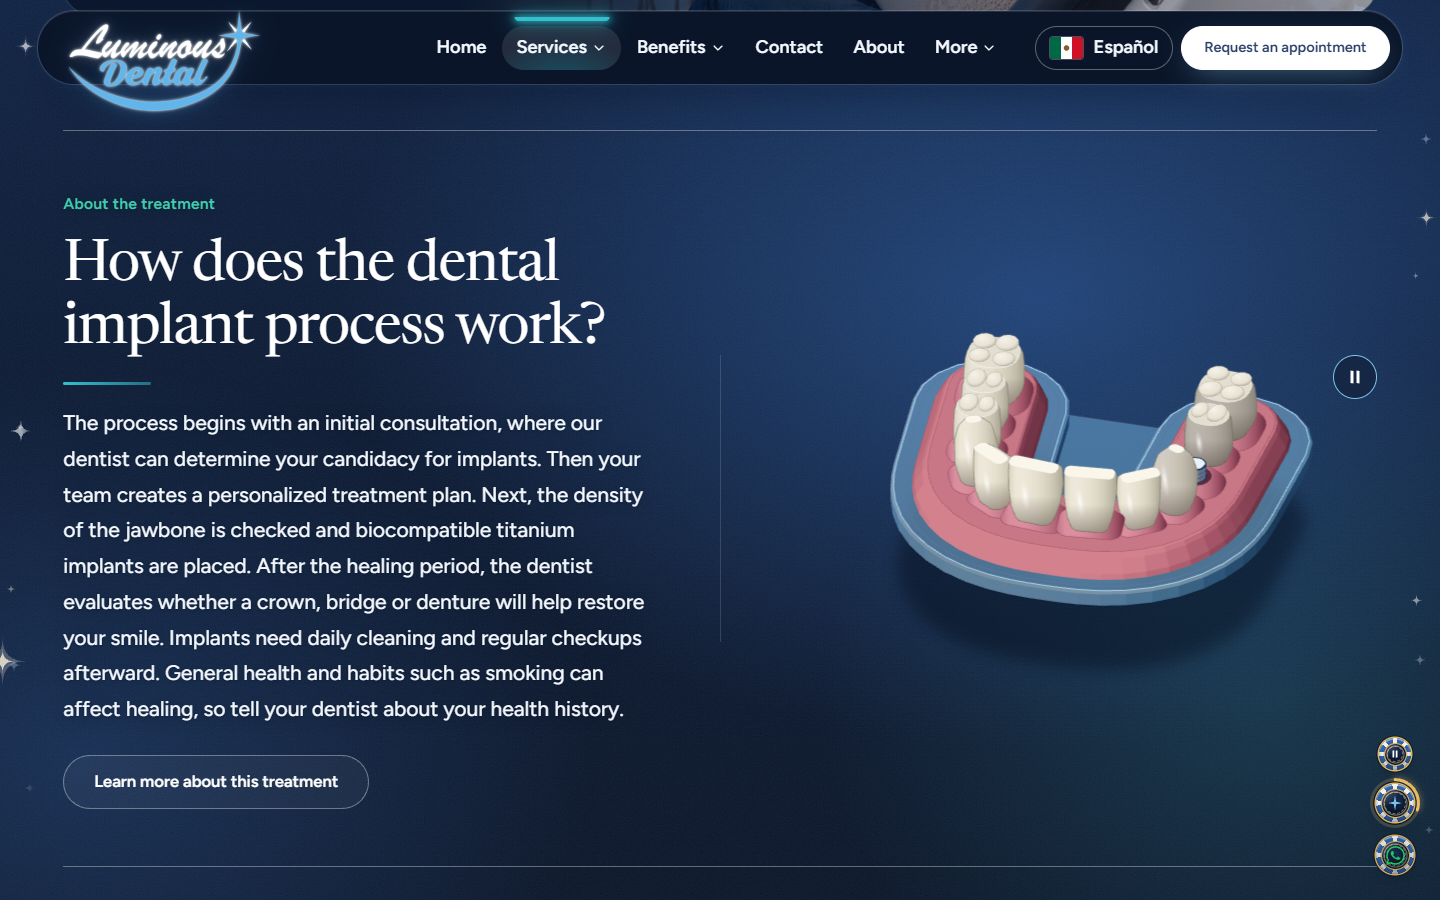 Luminous
Dental
Home
Services
Benefits
Contact
About
More
Español
Request an appointment
About the treatment
How does the dental
implant process work?
The process begins with an initial consultation, where our
dentist can determine your candidacy for implants. Then your
team creates a personalized treatment plan. Next, the density
of the jawbone is checked and biocompatible titanium
implants are placed. After the healing period, the dentist
evaluates whether a crown, bridge or denture will help restore
your smile. Implants need daily cleaning and regular checkups
afterward. General health and habits such as smoking can
affect healing, so tell your dentist about your health history.
Learn more about this treatment